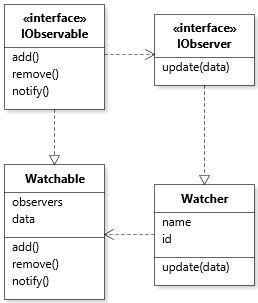 «interface»
IObservable
add()
remove()
notify()
«interface»
IObserver
update(data)
Watchable
observers
data
add()
remove()
notify()
Watcher
name
id
update(data)